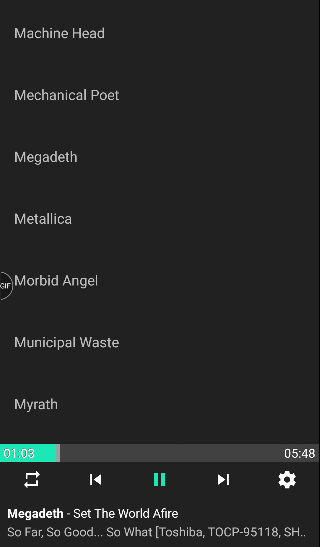 Machine Head
Mechanical Poet
Megadeth
Metallica
GIF
Morbid Angel
Municipal Waste
Myrath
01:03 05:48
Megadeth - Set The World Afire
So Far, So Good... So What [Toshiba, TOCP-95118, SH..